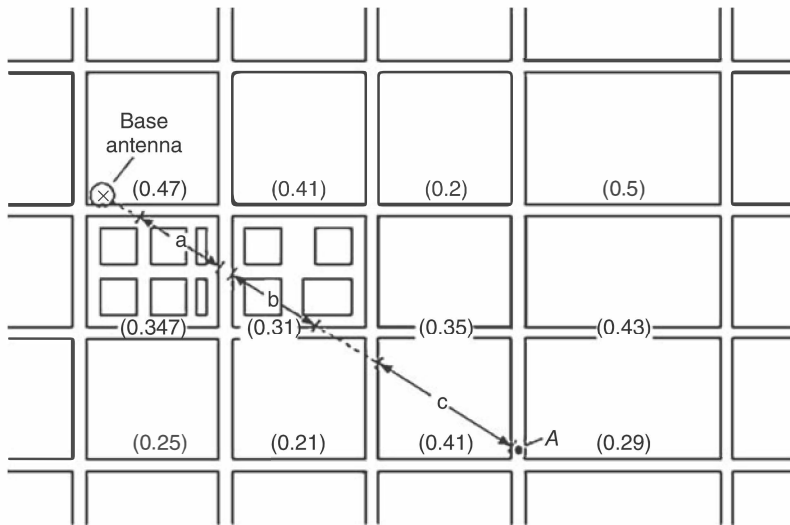 Base
antenna
(0.47)
(0.41)
(0.2)
(0.5)
a
b
(0.347)
(0.31)
(0.35)
(0.43)
c
(0.25)
(0.21)
(0.41)
A
(0.29)